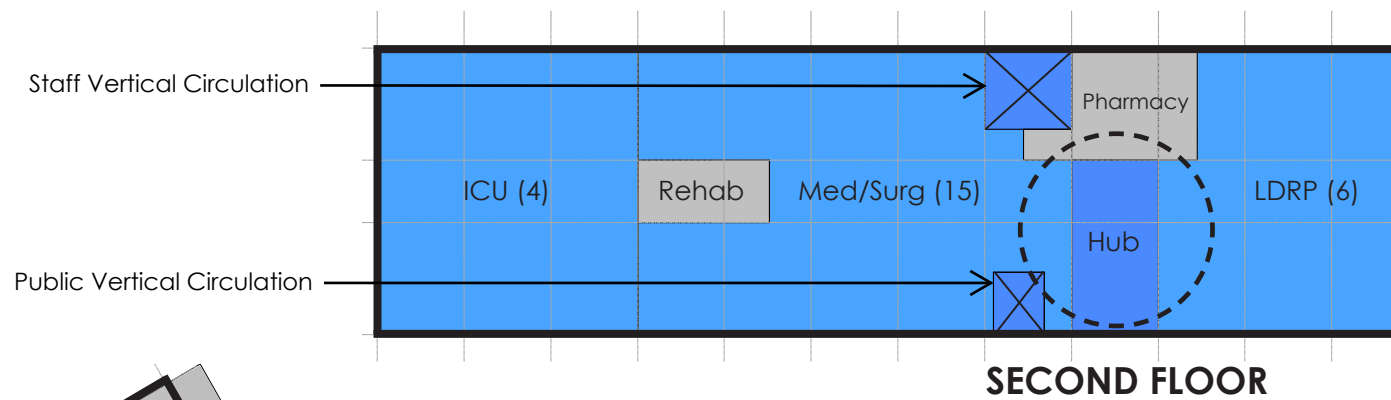 Staff Vertical Circulation
Pharmacy
ICU (4)
Rehab
Med/Surg (15)
LDRP (6)
Hub
Public Vertical Circulation
SECOND FLOOR